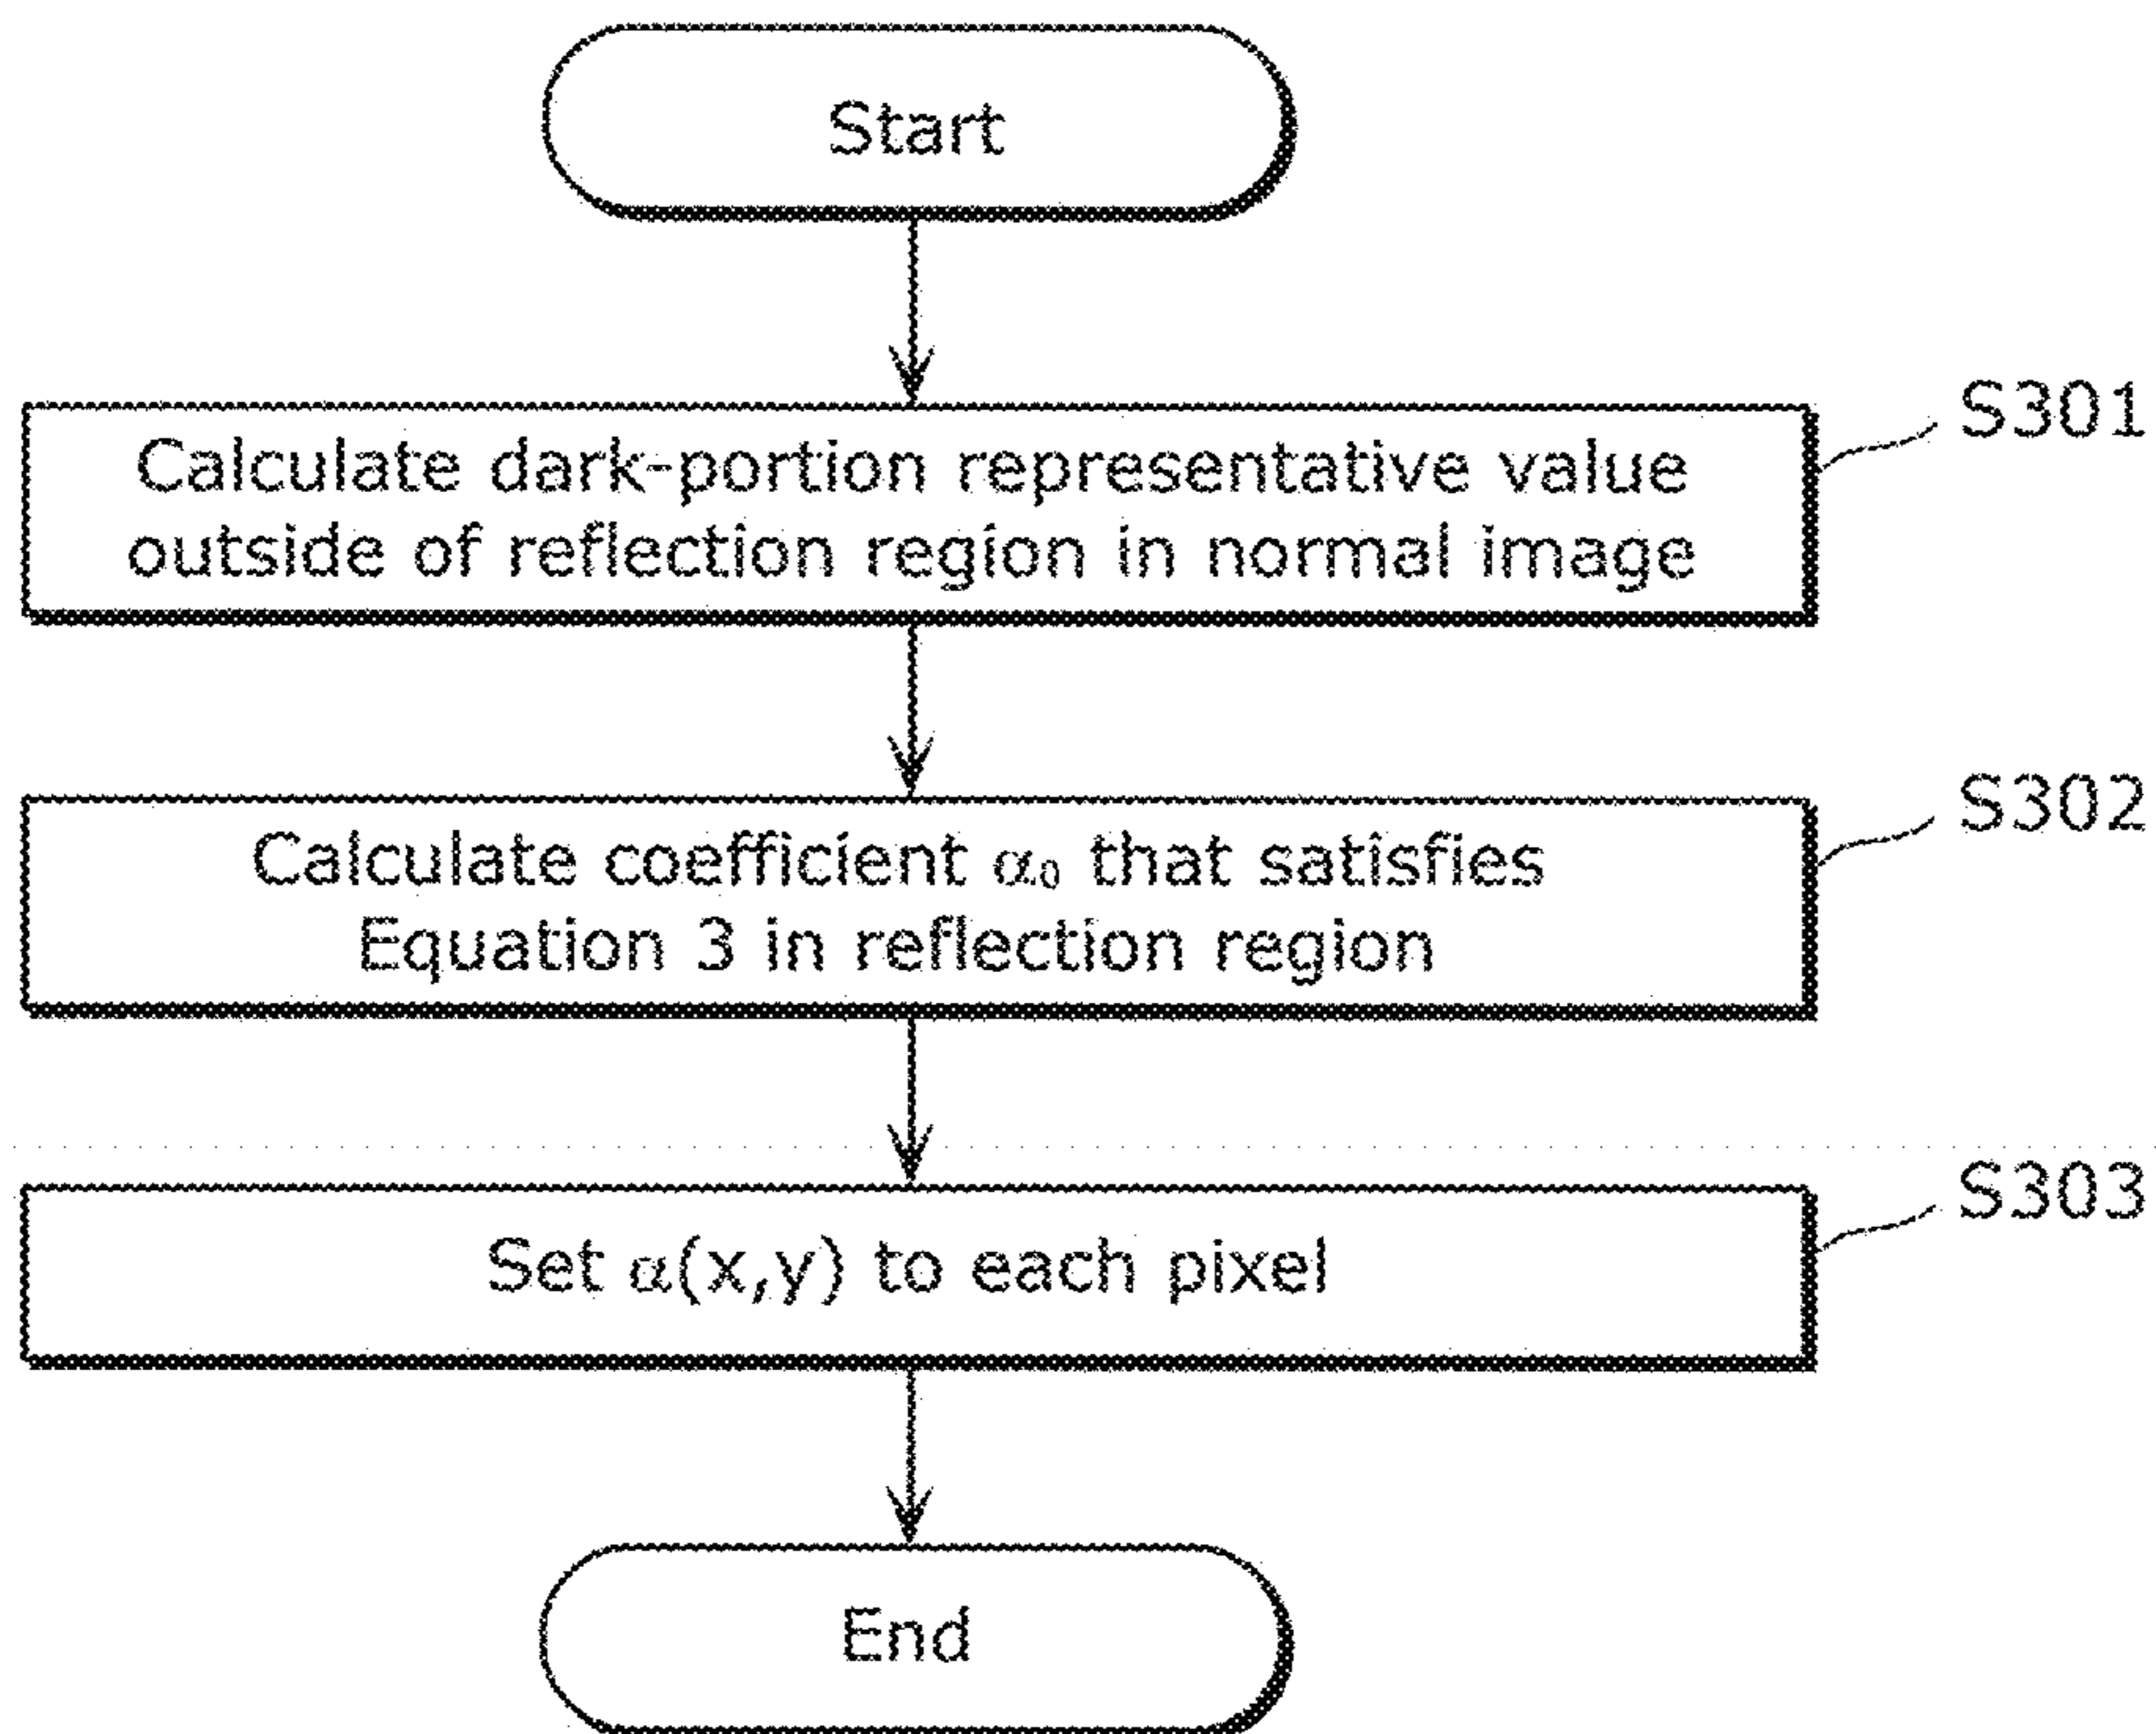 Start
S301
Calculate dark-portion representative value
outside of reflection region in normal image
S302
Calculate coefficient α₀ that satisfies
Equation 3 in reflection region
S303
Set α(x,y) to each pixel
End